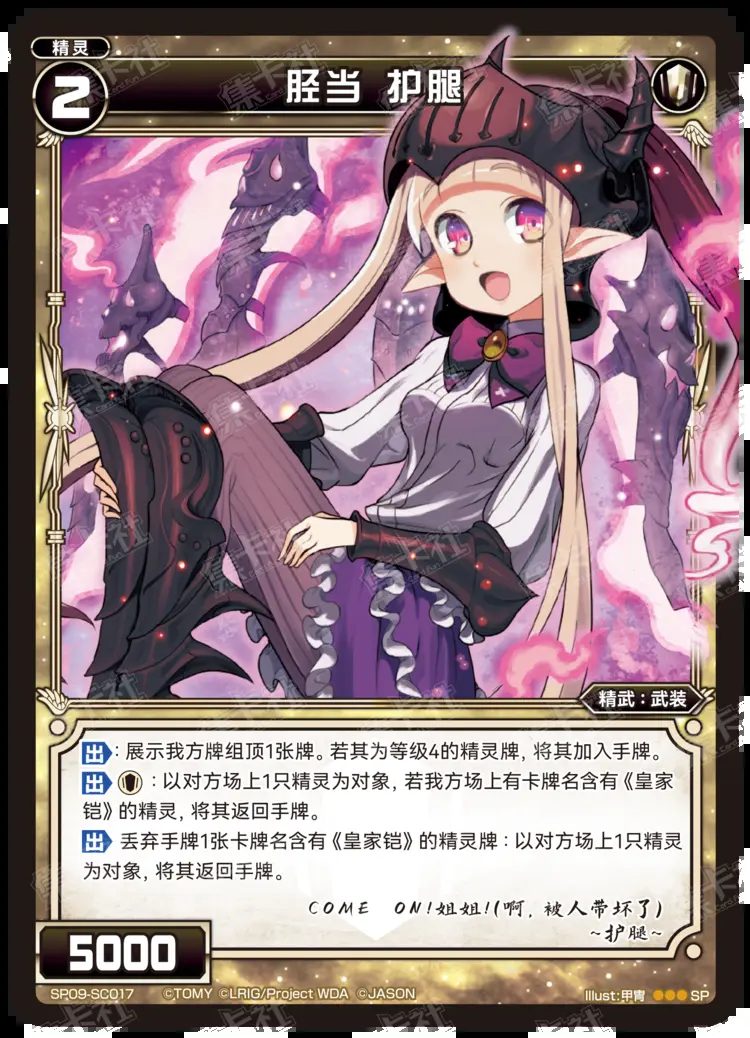 精灵
2
胫当 护腿
精武：武装
出：展示我方牌组顶1张牌。若其为等级4的精灵牌，将其加入手牌。
出 ：以对方场上1只精灵为对象，若我方场上有卡牌名含有《皇家
铠》的精灵，将其返回手牌。
出 丢弃手牌1张卡牌名含有《皇家铠》的精灵牌：以对方场上1只精灵
为对象，将其返回手牌。
COME ON!姐姐!(啊，被人带坏了)
~护腿~
5000
SP09-SC017 ©TOMY ©LRIG/Project WDA ©JASON
Illust:甲冑 SP
集卡社